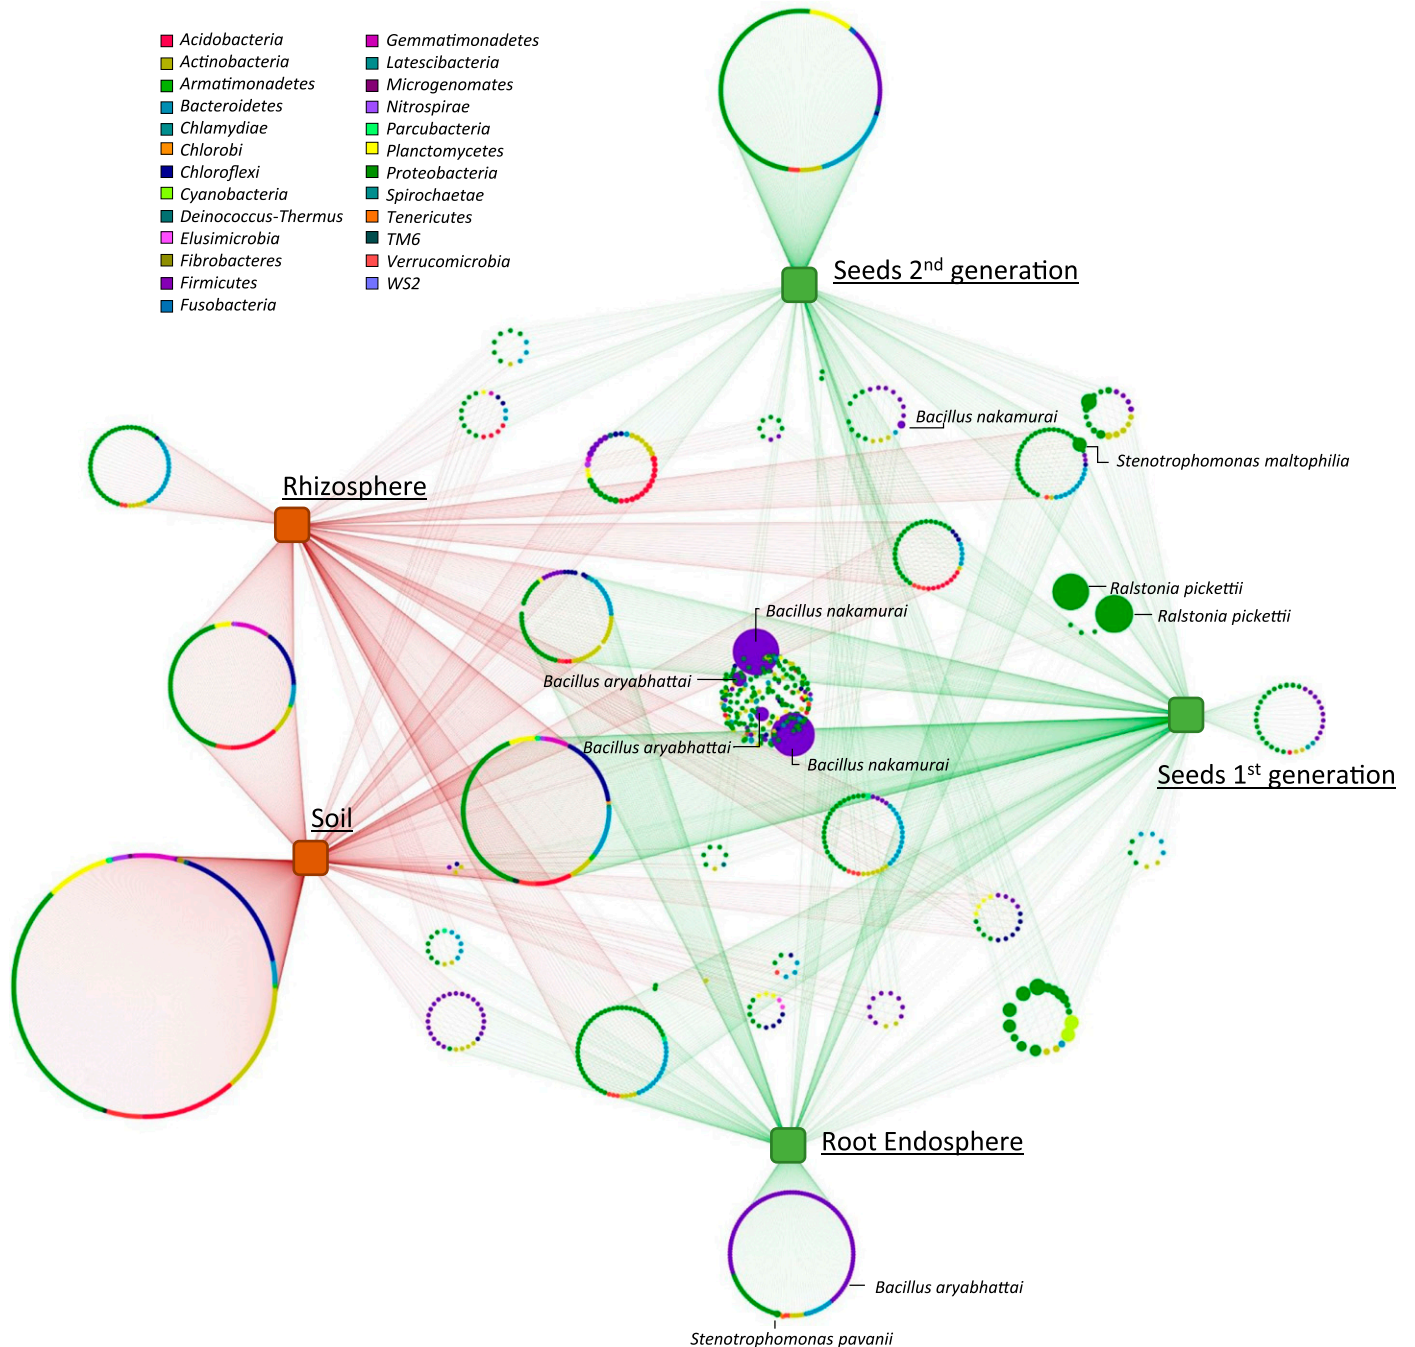 Acidobacteria
Actinobacteria
Armatimonadetes
Bacteroidetes
Chlamydiae
Chlorobi
Chloroflexi
Cyanobacteria
Deinococcus-Thermus
Elusimicrobia
Fibrobacteres
Firmicutes
Fusobacteria
Gemmatimonadetes
Latescibacteria
Microgenomates
Nitrospirae
Parcubacteria
Planctomycetes
Proteobacteria
Spirochaetae
Tenericutes
TM6
Verrucomicrobia
WS2
Seeds 2nd generation
Bacillus nakamurai
Stenotrophomonas maltophilia
Rhizosphere
Ralstonia pickettii
Ralstonia pickettii
Bacillus nakamurai
Bacillus aryabhattai
Bacillus aryabhattai
Bacillus nakamurai
Seeds 1st generation
Soil
Root Endosphere
Bacillus aryabhattai
Stenotrophomonas pavanii